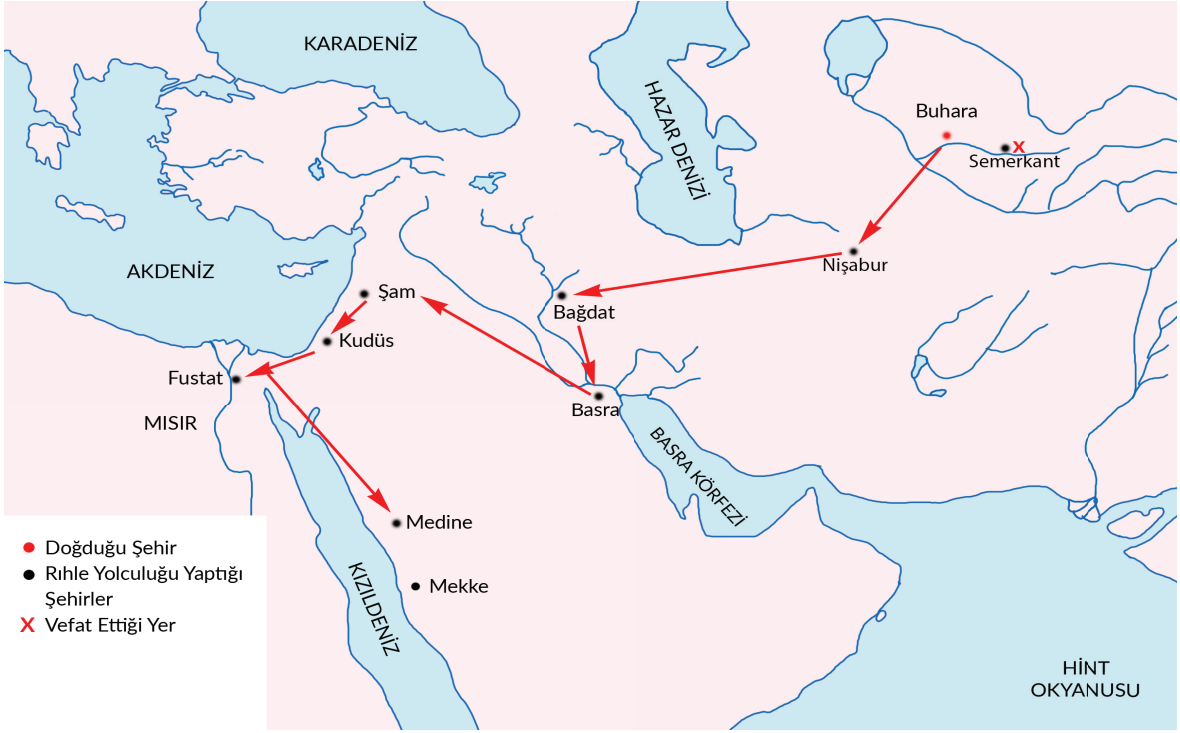 KARADENİZ
HAZAR DENİZİ
Buhara
X
Semerkant
AKDENİZ
Nişabur
Şam
Bağdat
Kudüs
Fustat
Basra
MISIR
BASRA KÖRFEZİ
Medine
Mekke
KIZILDENİZ
Doğduğu Şehir
Rıhle Yolculuğu Yaptığı
Şehirler
X Vefat Ettiği Yer
HİNT
OKYANUSU